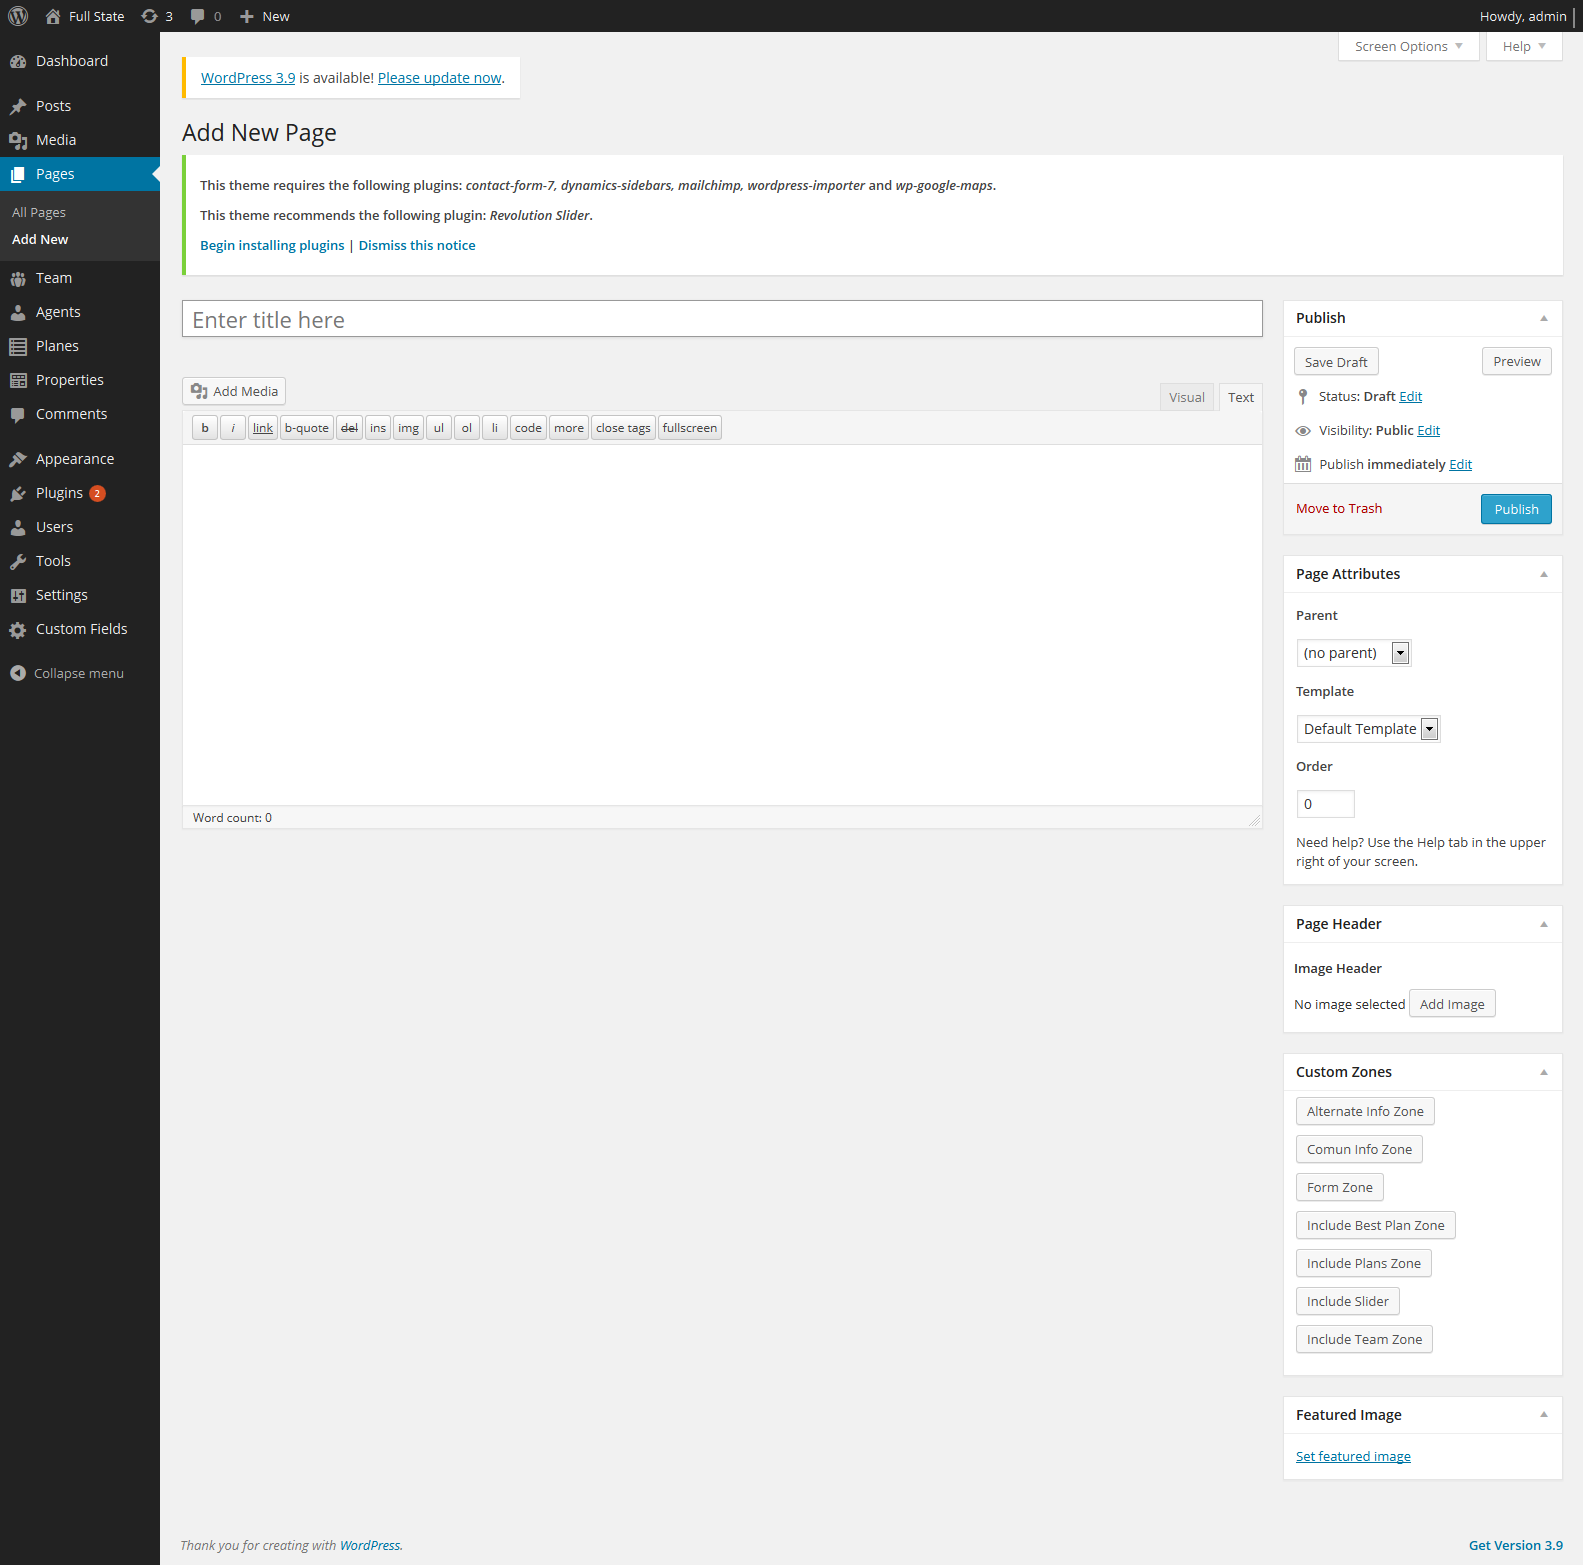 Full State 3 0 New Howdy, admin
Screen Options Help
Dashboard
Posts
Media
Pages
All Pages
Add New
Team
Agents
Planes
Properties
Comments
Appearance
Plugins 2
Users
Tools
Settings
Custom Fields
Collapse menu
WordPress 3.9 is available! Please update now.
Add New Page
This theme requires the following plugins: contact-form-7, dynamics-sidebars, mailchimp, wordpress-importer and wp-google-maps.
This theme recommends the following plugin: Revolution Slider.
Begin installing plugins | Dismiss this notice
Enter title here
Add Media
Visual Text
b i link b-quote del ins img ul ol li code more close tags fullscreen
Word count: 0
Publish
Save Draft Preview
Status: Draft Edit
Visibility: Public Edit
Publish immediately Edit
Move to Trash Publish
Page Attributes
Parent
(no parent)
Template
Default Template
Order
0
Need help? Use the Help tab in the upper
right of your screen.
Page Header
Image Header
No image selected Add Image
Custom Zones
Alternate Info Zone
Comun Info Zone
Form Zone
Include Best Plan Zone
Include Plans Zone
Include Slider
Include Team Zone
Featured Image
Set featured image
Thank you for creating with WordPress.
Get Version 3.9